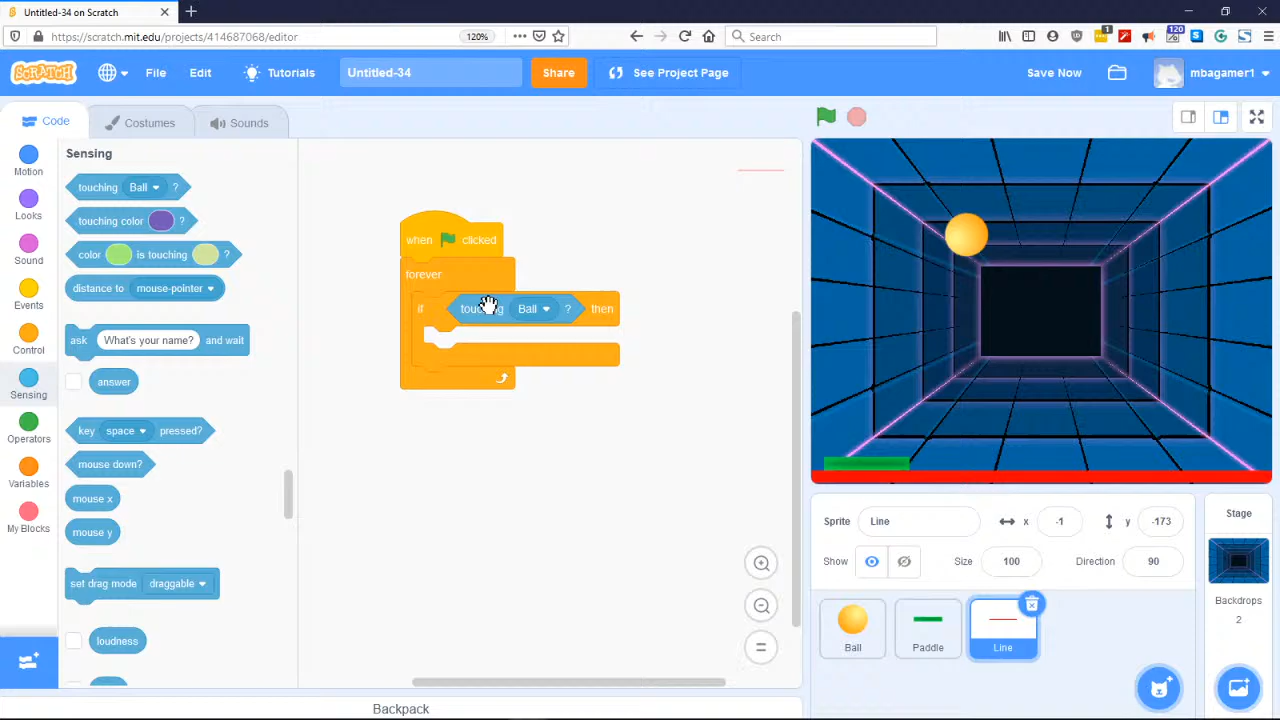 Untitled-34 on Scratch
https://scratch.mit.edu/projects/414687068/editor
120%
Search
1
120
SCRATCH
File
Edit
Tutorials
Untitled-34
Share
See Project Page
Save Now
mbagamer1
Code
Costumes
Sounds
Motion
Looks
Sound
Events
Control
Sensing
Operators
Variables
My Blocks
Sensing
touching Ball ?
touching color ?
color is touching ?
distance to mouse-pointer
ask What's your name? and wait
answer
key space pressed?
mouse down?
mouse x
mouse y
set drag mode draggable
loudness
when clicked
forever
if Ball ? then
Sprite Line x -1 y -173
Show Size 100 Direction 90
Ball
Paddle
Line
Stage
Backdrops
2
Backpack